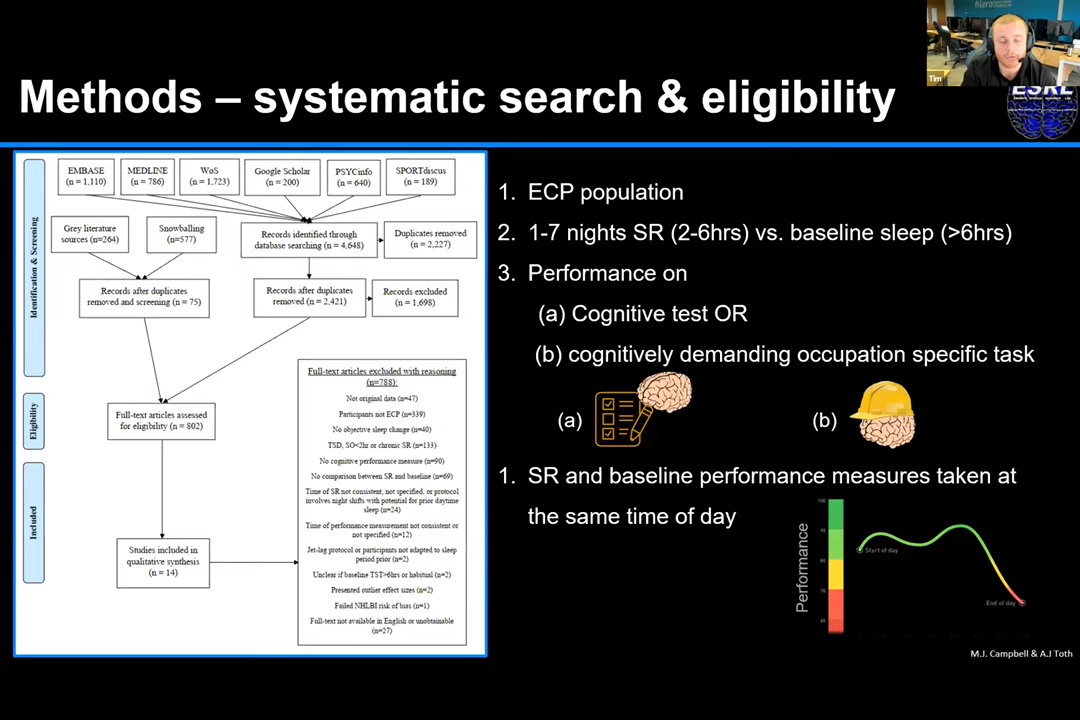 Lero
Tim
Methods – systematic search & eligibility
ESRL
Identification & Screening
EMBASE
(n = 1,110)
MEDLINE
(n = 786)
WoS
(n = 1,723)
Google Scholar
(n = 200)
PSYCinfo
(n = 640)
SPORTdiscus
(n = 189)
Grey literature
sources (n=264)
Snowballing
(n=577)
Records identified through
database searching (n = 4,648)
Duplicates removed
(n = 2,227)
Records after duplicates
removed and screening (n = 75)
Records after duplicates
removed (n = 2,421)
Records excluded
(n = 1,698)
Eligibility
Full-text articles assessed
for eligibility (n = 802)
Full-text articles excluded with reasoning
(n=788):
Not original data (n=47)
Participants not ECP (n=339)
No objective sleep change (n=40)
TSD, SO<2hr or chronic SR (n=133)
No cognitive performance measure (n=90)
No comparison between SR and baseline (n=69)
Time of SR not consistent, not specified, or protocol
involves night shifts with potential for prior daytime
sleep (n=24)
Time of performance measurement not consistent or
not specified (n=12)
Jet-lag protocol or participants not adapted to sleep
period prior (n=2)
Unclear if baseline TST>6hrs or habitual (n=2)
Presented outlier effect sizes (n=2)
Failed NHLBI risk of bias (n=1)
Full-text not available in English or unobtainable
(n=27)
Included
Studies included in
qualitative synthesis
(n = 14)
1. ECP population
2. 1-7 nights SR (2-6hrs) vs. baseline sleep (>6hrs)
3. Performance on
(a) Cognitive test OR
(b) cognitively demanding occupation specific task
(a)
(b)
1. SR and baseline performance measures taken at
the same time of day
Performance
100
90
80
70
60
Start of day
End of day
M.J. Campbell & A.J Toth